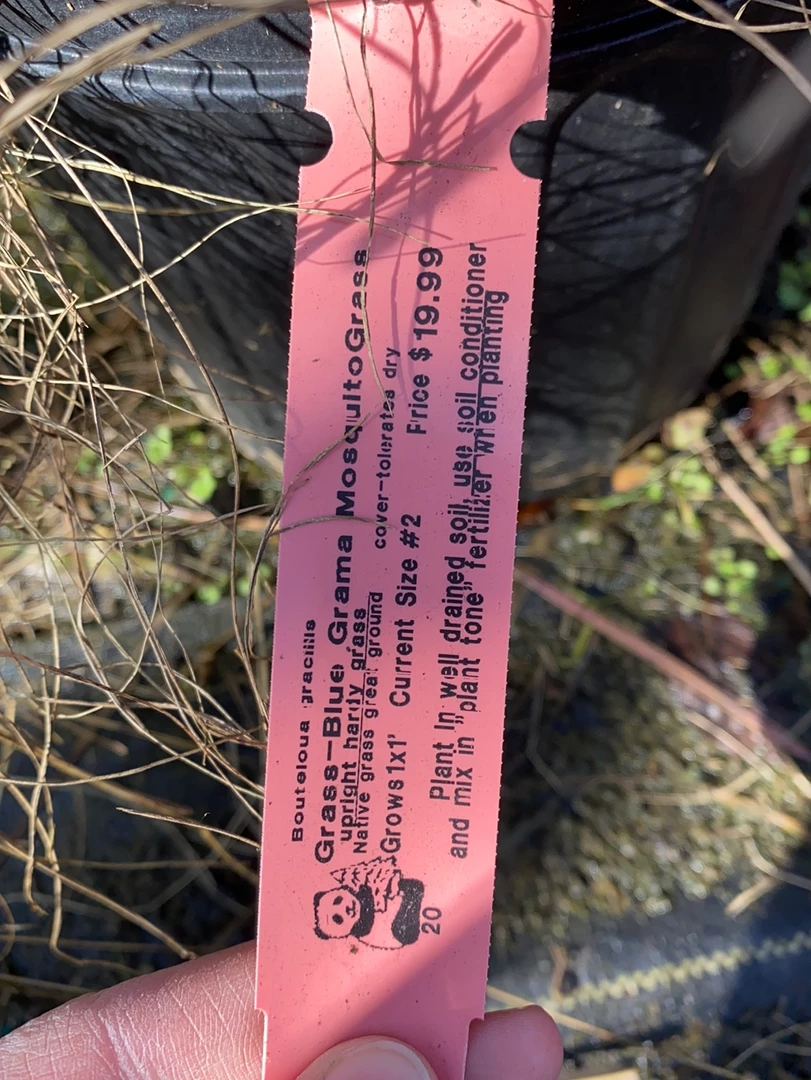 Bouteloua gracilis
Grass-Blue Grama MosquitoGrass
upright hardy grass
Native grass great ground cover-tolerates dry
Grows 1x1' Current Size #2 Price $ 19.99
Plant In well drained soil, use soil conditioner
and mix in "plant tone" fertilizer when planting
20